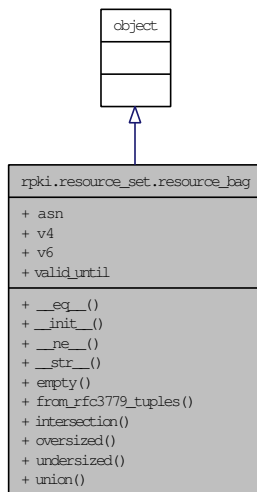 object
rpki.resource_set.resource_bag
+ asn
+ v4
+ v6
+ valid_until
+ __eq__()
+ __init__()
+ __ne__()
+ __str__()
+ empty()
+ from_rfc3779_tuples()
+ intersection()
+ oversized()
+ undersized()
+ union()